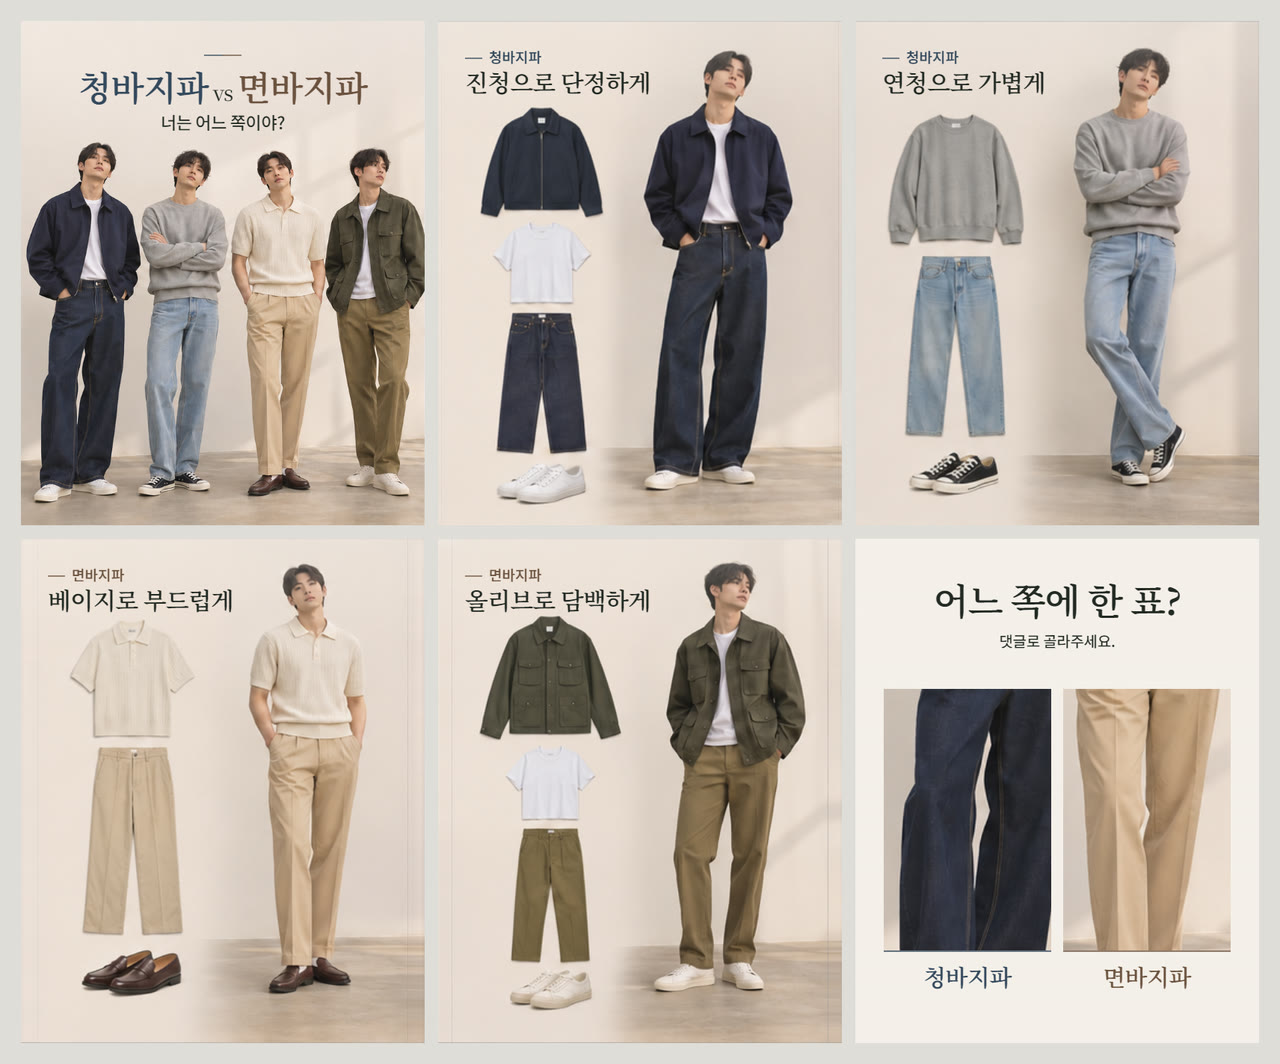 청바지파 vs 면바지파
너는 어느 쪽이야?
청바지파
진청으로 단정하게
청바지파
연청으로 가볍게
면바지파
베이지로 부드럽게
면바지파
올리브로 담백하게
어느 쪽에 한 표?
댓글로 골라주세요.
청바지파
면바지파